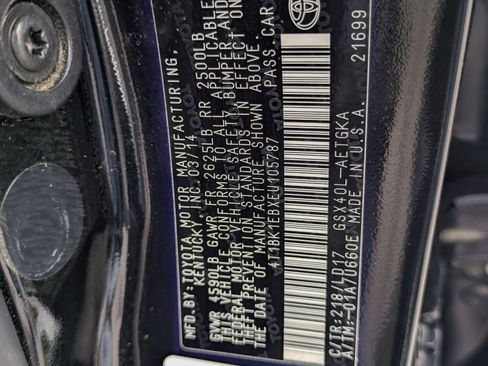 MFD.BY:TOYOTA MOTOR MANUFACTURING,
KENTUCKY, INC 03/14
GVWR 4590LB GAWR FR 2625LB RR 2500LB
THIS VEHICLE CONFORMS TO ALL APPLICABLE
FEDERAL MOTOR VEHICLE SAFETY, BUMPER AND
THEFT PREVENTION STANDARDS IN EFFECT ON
THE DATE OF MANUFACTURE SHOWN ABOVE.
4T1BK1EBXEU105787 PASS.CAR
C/TR:218/LD17 GSX40L-AETGKA
A/TM:-01A/U660E MADE IN U.S.A. 21699